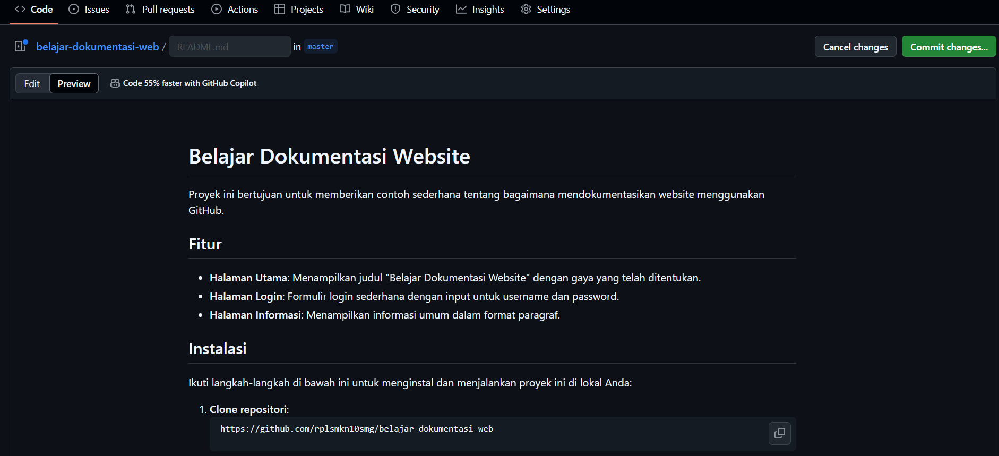 Code Issues Pull requests Actions Projects Wiki Security Insights Settings
belajar-dokumentasi-web / README.md in master Cancel changes Commit changes...
Edit Preview Code 55% faster with GitHub Copilot
Belajar Dokumentasi Website
Proyek ini bertujuan untuk memberikan contoh sederhana tentang bagaimana mendokumentasikan website menggunakan
GitHub.
Fitur
• Halaman Utama: Menampilkan judul "Belajar Dokumentasi Website" dengan gaya yang telah ditentukan.
• Halaman Login: Formulir login sederhana dengan input untuk username dan password.
• Halaman Informasi: Menampilkan informasi umum dalam format paragraf.
Instalasi
Ikuti langkah-langkah di bawah ini untuk menginstal dan menjalankan proyek ini di lokal Anda:
1. Clone repositori:
https://github.com/rplsmkn10smg/belajar-dokumentasi-web